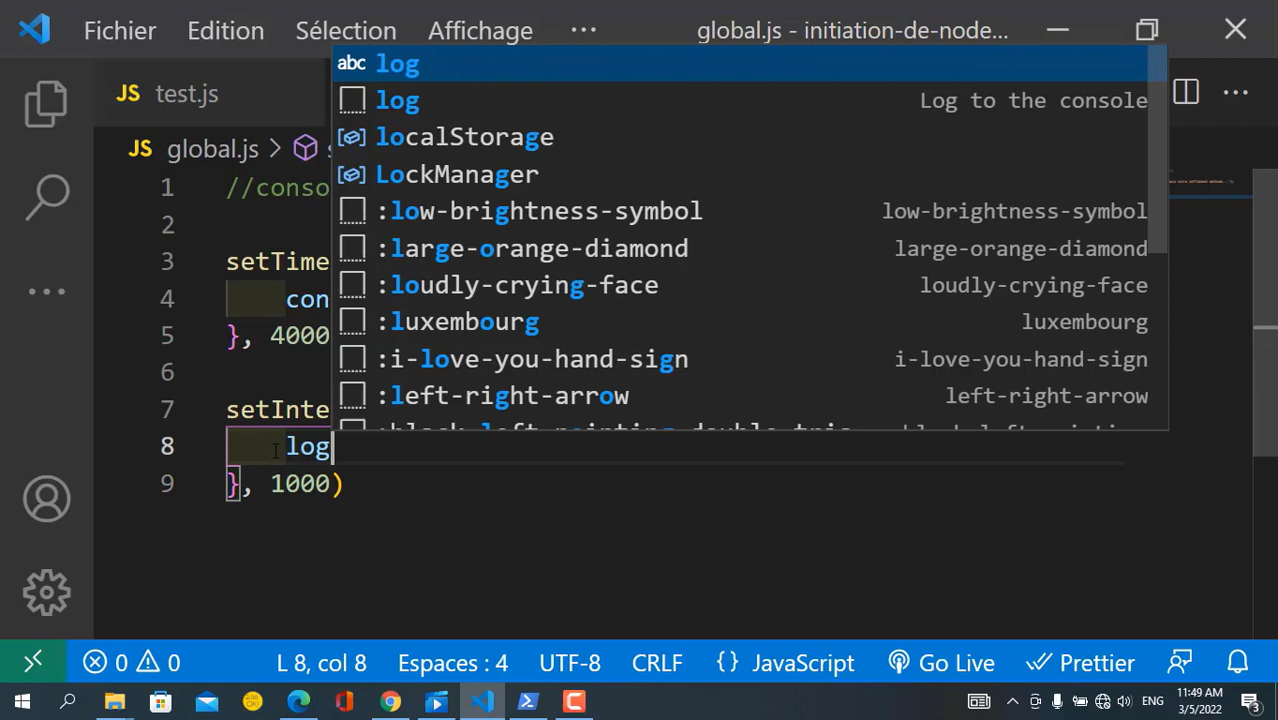 Fichier Edition Sélection Affichage ··· global.js - initiation-de-node...
JS test.js
JS global.js >
1 //conso
2
3 setTime
4 con
5 }, 4000
6
7 setInte
8 log
9 }, 1000)
abc log
log Log to the console
localStorage
LockManager
:low-brightness-symbol low-brightness-symbol
:large-orange-diamond large-orange-diamond
:loudly-crying-face loudly-crying-face
:luxembourg luxembourg
:i-love-you-hand-sign i-love-you-hand-sign
:left-right-arrow left-right-arrow
0 0 L 8, col 8 Espaces : 4 UTF-8 CRLF {} JavaScript Go Live Prettier
ENG 11:49 AM
3/5/2022 3